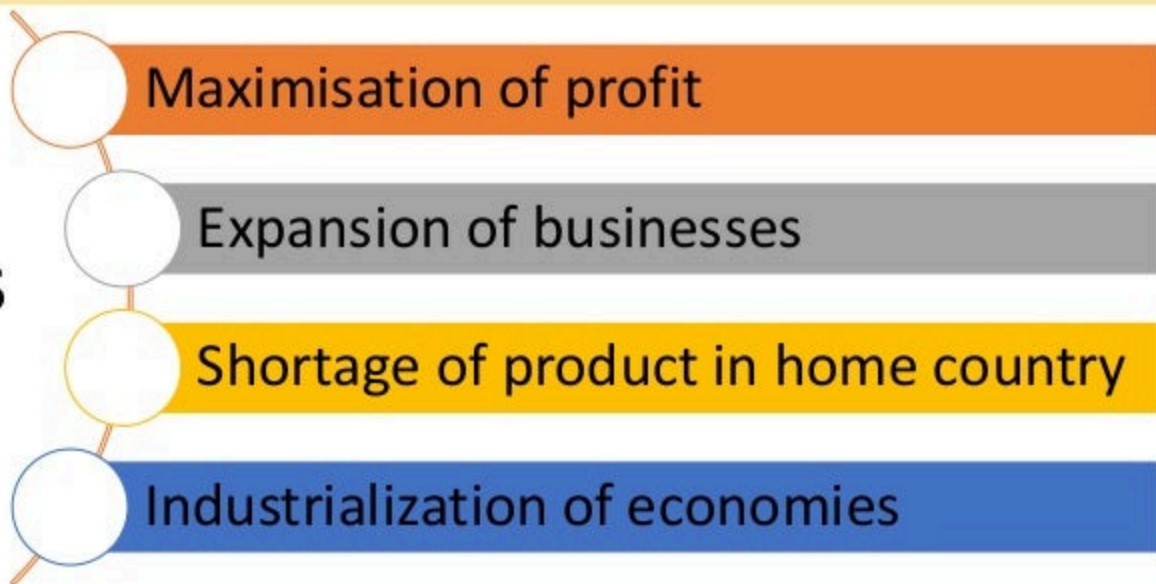 Maximisation of profit
Expansion of businesses
s
Shortage of product in home country
Industrialization of economies